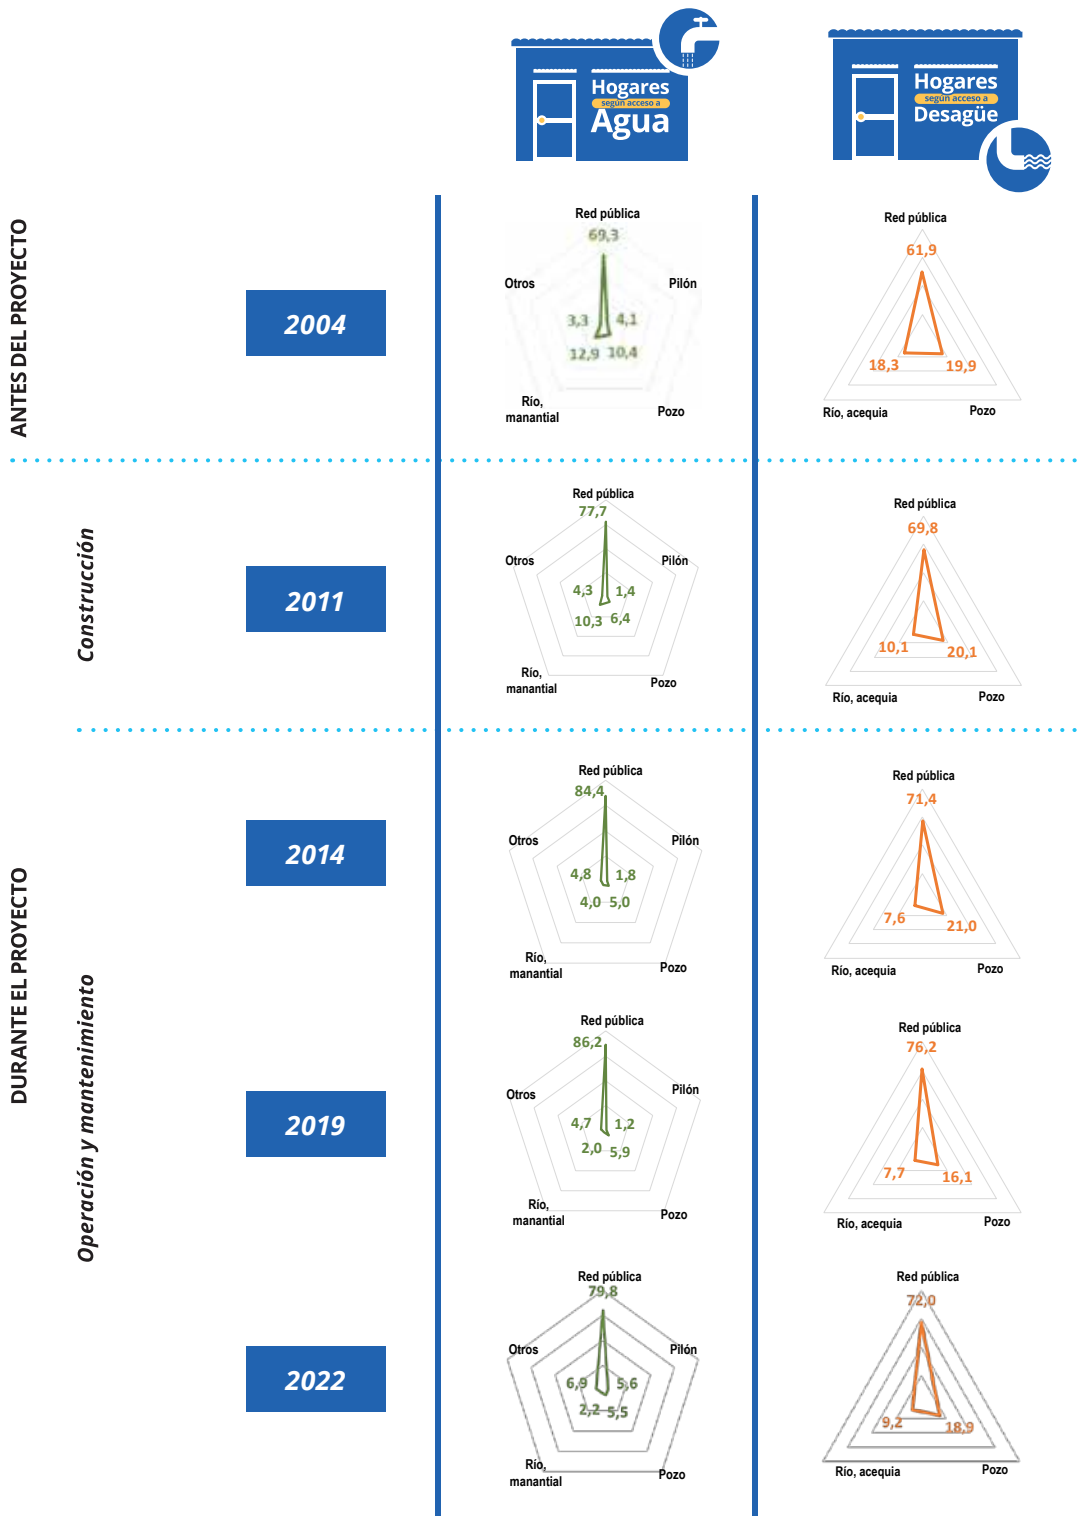 Hogares
según acceso a
Agua
Hogares
según acceso a
Desagüe
ANTES DEL PROYECTO
2004
Red pública
69,3
Otros
Pilón
3,3
4,1
12,9
10,4
Río,
manantial
Pozo
Red pública
61,9
18,3
19,9
Río, acequia
Pozo
DURANTE EL PROYECTO
Construcción
2011
Red pública
77,7
Otros
Pilón
4,3
1,4
10,3
6,4
Río,
manantial
Pozo
Red pública
69,8
10,1
20,1
Río, acequia
Pozo
Operación y mantenimiento
2014
Red pública
84,4
Otros
Pilón
4,8
1,8
4,0
5,0
Río,
manantial
Pozo
Red pública
71,4
7,6
21,0
Río, acequia
Pozo
2019
Red pública
86,2
Otros
Pilón
4,7
1,2
2,0
5,9
Río,
manantial
Pozo
Red pública
76,2
7,7
16,1
Río, acequia
Pozo
2022
Red pública
79,8
Otros
Pilón
6,9
5,6
2,2
5,5
Río,
manantial
Pozo
Red pública
72,0
9,2
18,9
Río, acequia
Pozo